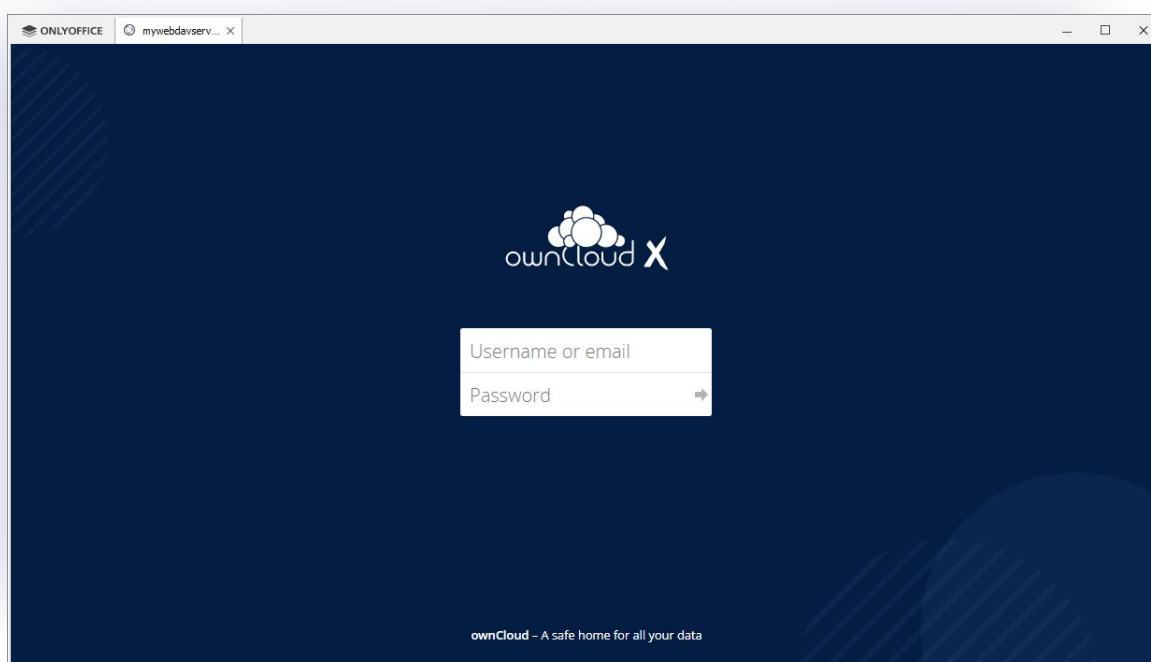 ONLYOFFICE
mywebdavserv...
ownCloud X
Username or email
Password
ownCloud – A safe home for all your data